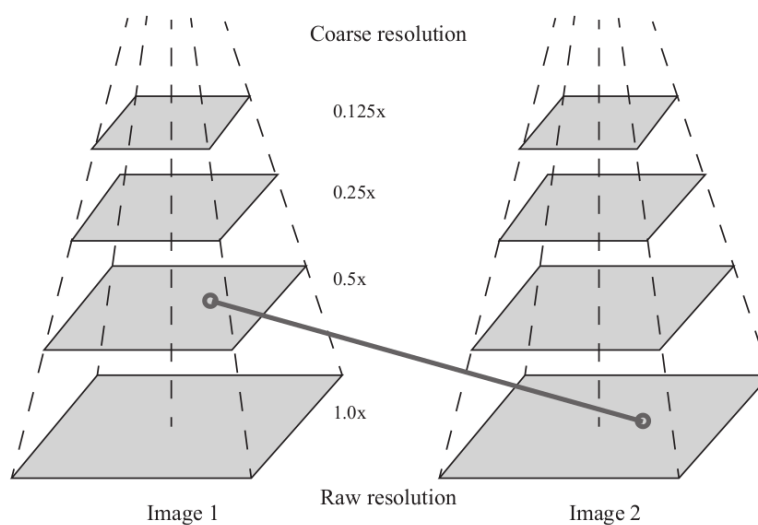 Coarse resolution
0.125x
0.25x
0.5x
1.0x
Raw resolution
Image 1
Image 2